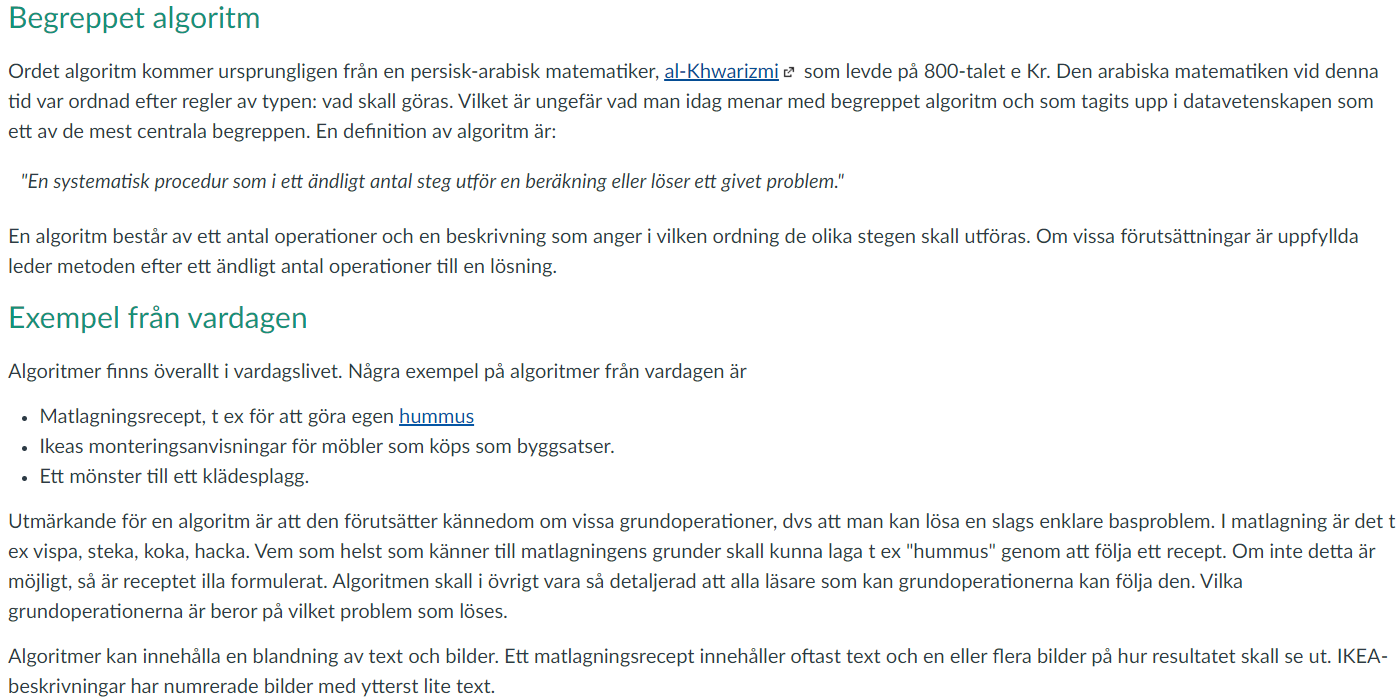 Begreppet algoritm
Ordet algoritm kommer ursprungligen från en persisk-arabisk matematiker, al-Khwarizmi som levde på 800-talet e Kr. Den arabiska matematiken vid denna
tid var ordnad efter regler av typen: vad skall göras. Vilket är ungefär vad man idag menar med begreppet algoritm och som tagits upp i datavetenskapen som
ett av de mest centrala begreppen. En definition av algoritm är:
"En systematisk procedur som i ett ändligt antal steg utför en beräkning eller löser ett givet problem."
En algoritm består av ett antal operationer och en beskrivning som anger i vilken ordning de olika stegen skall utföras. Om vissa förutsättningar är uppfyllda
leder metoden efter ett ändligt antal operationer till en lösning.
Exempel från vardagen
Algoritmer finns överallt i vardagslivet. Några exempel på algoritmer från vardagen är
• Matlagningsrecept, t ex för att göra egen hummus
• Ikeas monteringsanvisningar för möbler som köps som byggsatser.
• Ett mönster till ett klädesplagg.
Utmärkande för en algoritm är att den förutsätter kännedom om vissa grundoperationer, dvs att man kan lösa en slags enklare basproblem. I matlagning är det t
ex vispa, steka, koka, hacka. Vem som helst som känner till matlagningens grunder skall kunna laga t ex "hummus" genom att följa ett recept. Om inte detta är
möjligt, så är receptet illa formulerat. Algoritmen skall i övrigt vara så detaljerad att alla läsare som kan grundoperationerna kan följa den. Vilka
grundoperationerna är beror på vilket problem som löses.
Algoritmer kan innehålla en blandning av text och bilder. Ett matlagningsrecept innehåller oftast text och en eller flera bilder på hur resultatet skall se ut. IKEA-
beskrivningar har numrerade bilder med ytterst lite text.